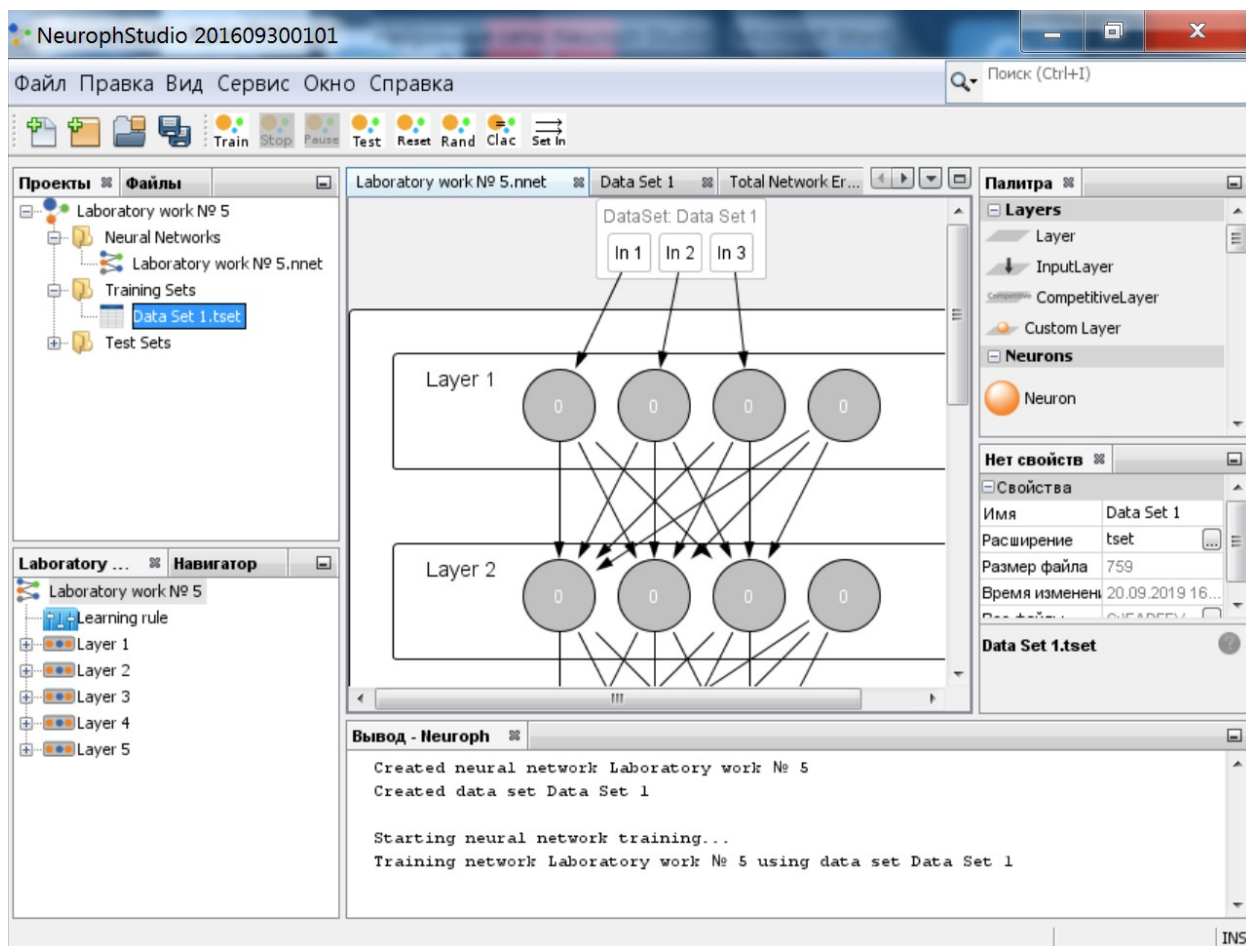 NeurophStudio 201609300101
Файл Правка Вид Сервис Окно Справка
Поиск (Ctrl+I)
Train Stop Pause Test Reset Rand Clac Set In
Проекты Файлы
Laboratory work № 5
Neural Networks
Laboratory work № 5.nnet
Training Sets
Data Set 1.tset
Test Sets
Laboratory ... Навигатор
Laboratory work № 5
Learning rule
Layer 1
Layer 2
Layer 3
Layer 4
Layer 5
Laboratory work № 5.nnet Data Set 1 Total Network Er...
DataSet: Data Set 1
In 1 In 2 In 3
Layer 1
0 0 0 0
Layer 2
0 0 0 0
Вывод - Neuroph
Created neural network Laboratory work № 5
Created data set Data Set 1
Starting neural network training...
Training network Laboratory work № 5 using data set Data Set 1
Палитра
Layers
Layer
InputLayer
CompetitiveLayer
Custom Layer
Neurons
Neuron
Нет свойств
Свойства
Имя Data Set 1
Расширение tset ...
Размер файла 759
Время изменени 20.09.2019 16...
Data Set 1.tset
INS